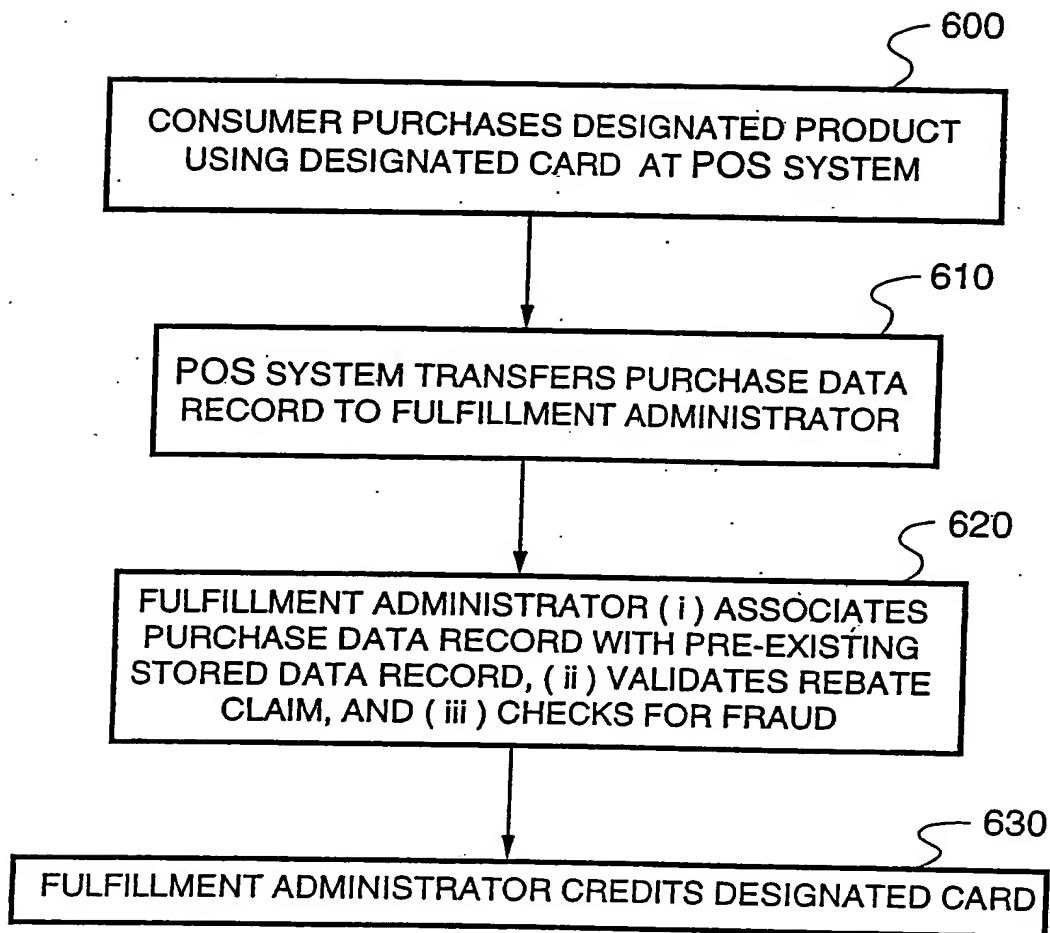 600
CONSUMER PURCHASES DESIGNATED PRODUCT
USING DESIGNATED CARD AT POS SYSTEM
610
POS SYSTEM TRANSFERS PURCHASE DATA
RECORD TO FULFILLMENT ADMINISTRATOR
620
FULFILLMENT ADMINISTRATOR ( i ) ASSOCIATES
PURCHASE DATA RECORD WITH PRE-EXISTING
STORED DATA RECORD, ( ii ) VALIDATES REBATE
CLAIM, AND ( iii ) CHECKS FOR FRAUD
630
FULFILLMENT ADMINISTRATOR CREDITS DESIGNATED CARD